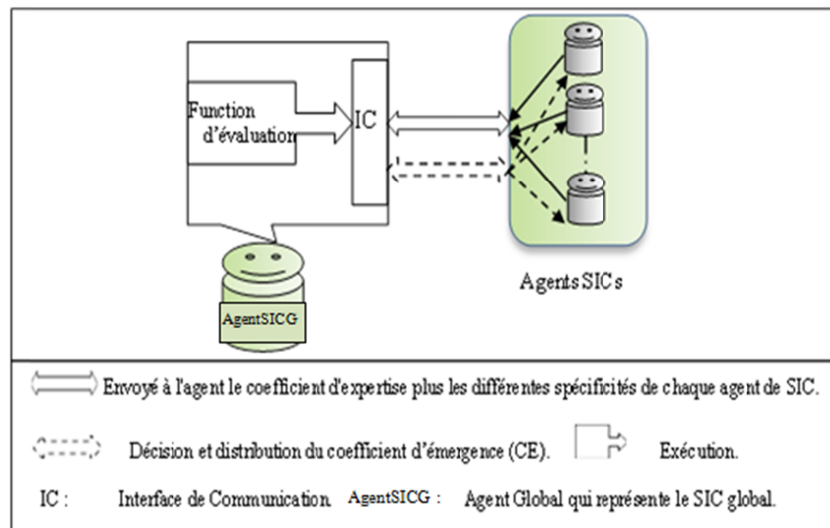 Function
d'évaluation
IC
AgentSICG
AgentsSICs
Envoyé à l'agent le coefficient d'expertise plus les différentes spécificités de chaque agent de SIC.
Décision et distribution du coefficient d'émergence (CE). Exécution.
IC : Interface de Communication. AgentSICG : Agent Global qui représente le SIC global.